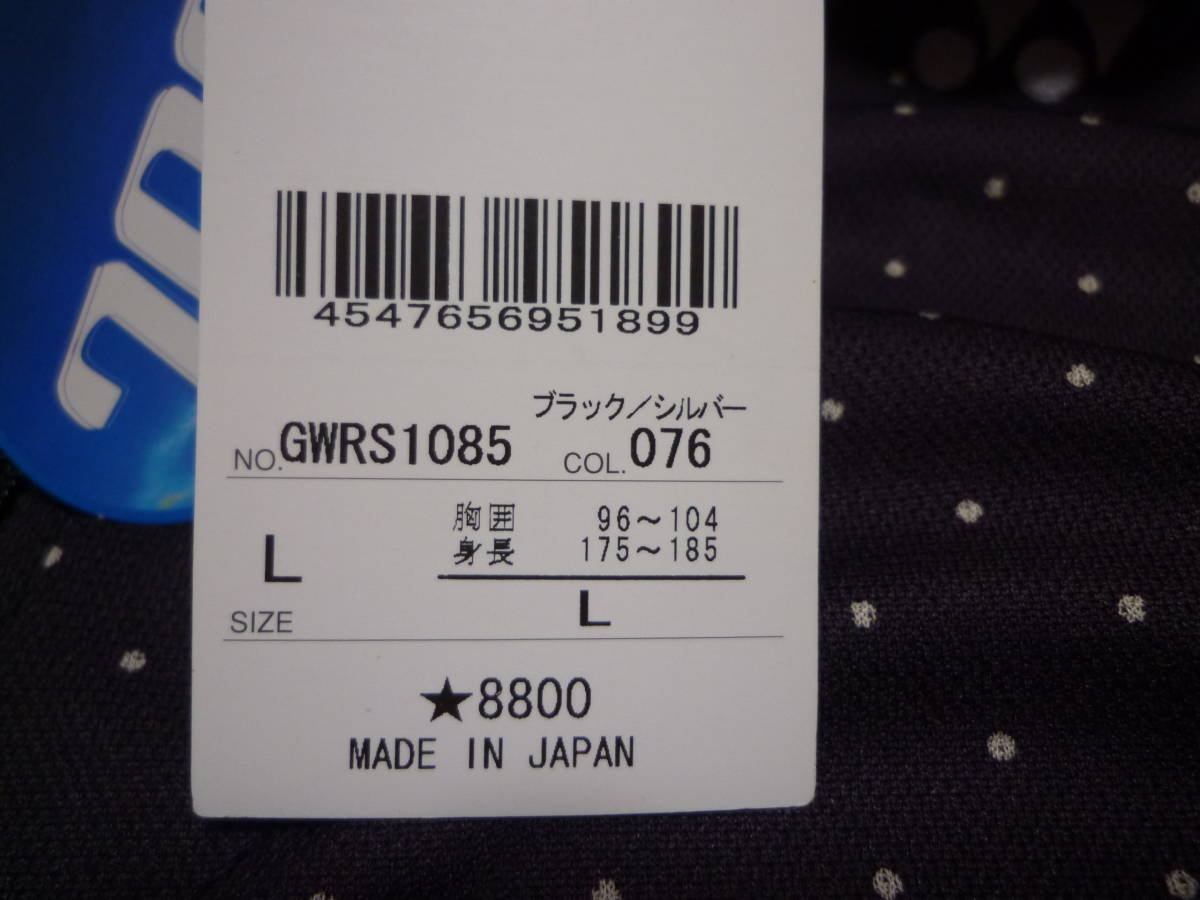 4547656951899
ブラック/シルバー
NO.GWRS1085 COL.076
胸囲 96～104
身長 175～185
L
L
SIZE
★8800
MADE IN JAPAN